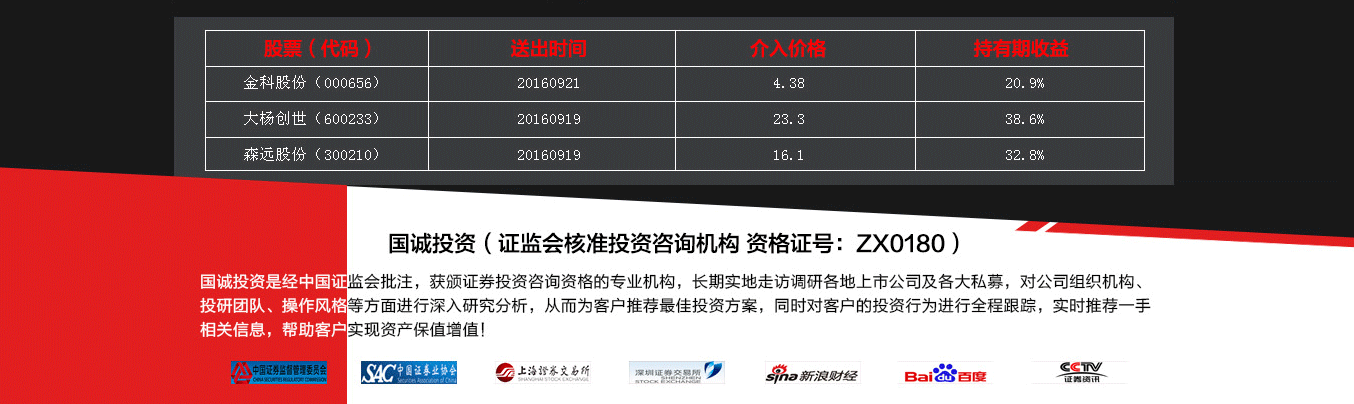 股票（代码） 送出时间 介入价格 持有期收益
金科股份（000656） 20160921 4.38 20.9%
大杨创世（600233） 20160919 23.3 38.6%
森远股份（300210） 20160919 16.1 32.8%
国诚投资（证监会核准投资咨询机构 资格证号：ZX0180）
国诚投资是经中国证监会批注，获颁证券投资咨询资格的专业机构，长期实地走访调研各地上市公司及各大私募，对公司组织机构、
投研团队、操作风格等方面进行深入研究分析，从而为客户推荐最佳投资方案，同时对客户的投资行为进行全程跟踪，实时推荐一手
相关信息，帮助客户实现资产保值增值！
中国证券监督管理委员会 SAC 中国证券业协会 上海證券交易所 深圳证券交易所 sina 新浪财经 Bai du 百度 CCTV
CHINA SECURITIES REGULATORY COMMISSION Securities Association of China SHANGHAI STOCK EXCHANGE SHENZHEN STOCK EXCHANGE 证券资讯